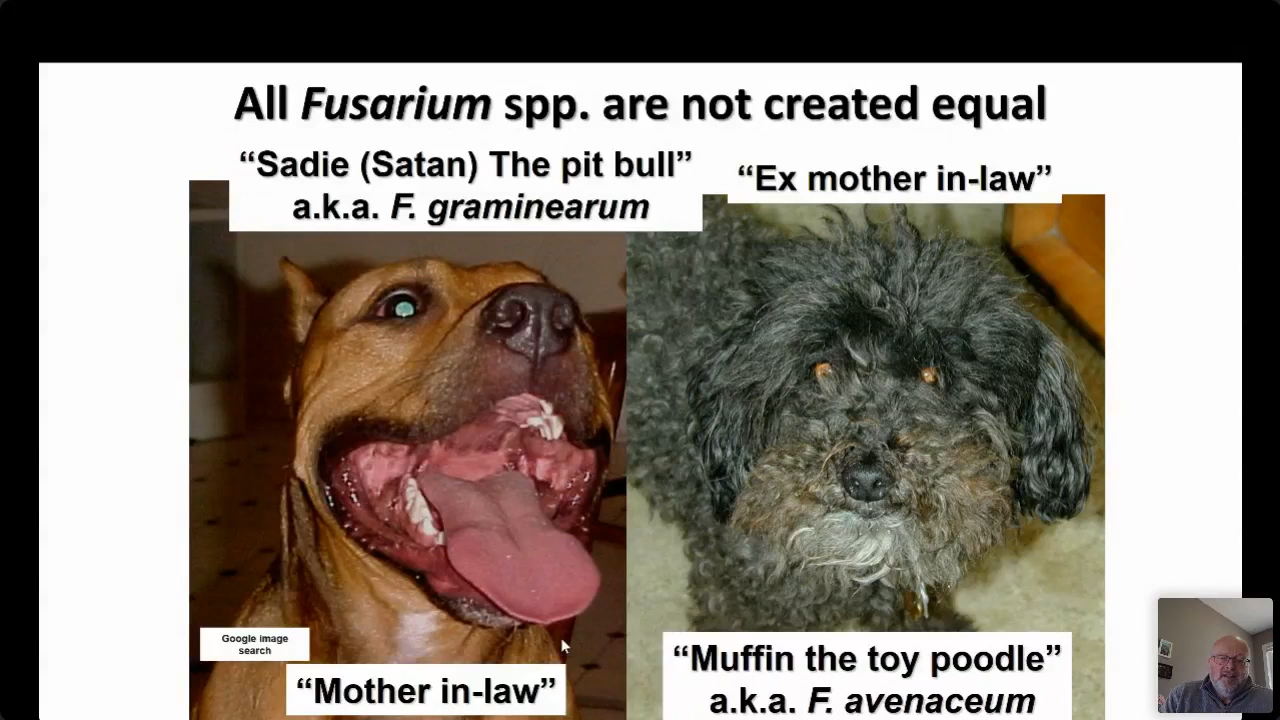 All Fusarium spp. are not created equal
“Sadie (Satan) The pit bull”
a.k.a. F. graminearum
“Ex mother in-law”
Google image
search
“Mother in-law”
“Muffin the toy poodle”
a.k.a. F. avenaceum